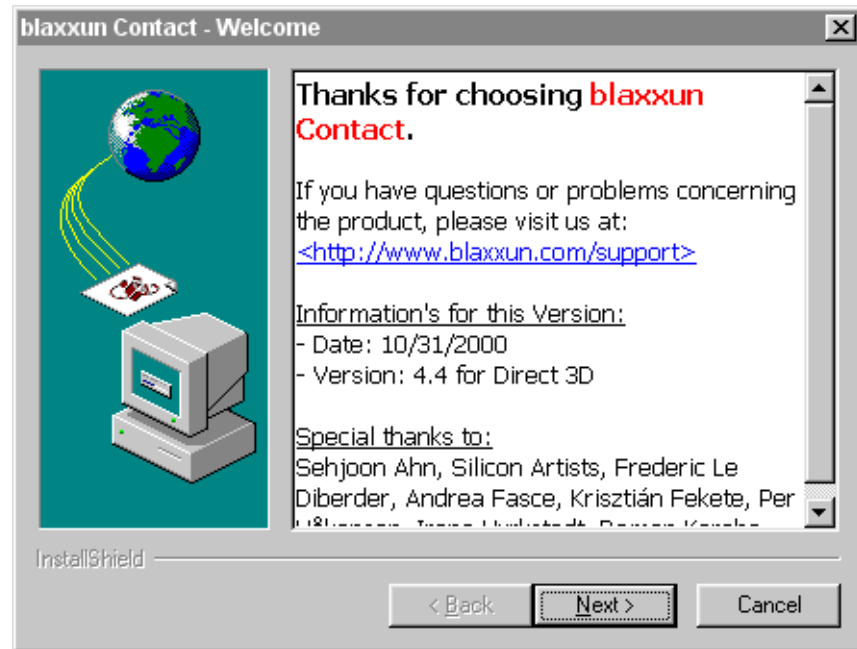 blaxxun Contact - Welcome
Thanks for choosing blaxxun
Contact.
If you have questions or problems concerning
the product, please visit us at:
<http://www.blaxxun.com/support>
Information's for this Version:
- Date: 10/31/2000
- Version: 4.4 for Direct 3D
Special thanks to:
Sehjoon Ahn, Silicon Artists, Frederic Le
Diberder, Andrea Fasce, Krisztián Fekete, Per
InstallShield
< Back
Next >
Cancel